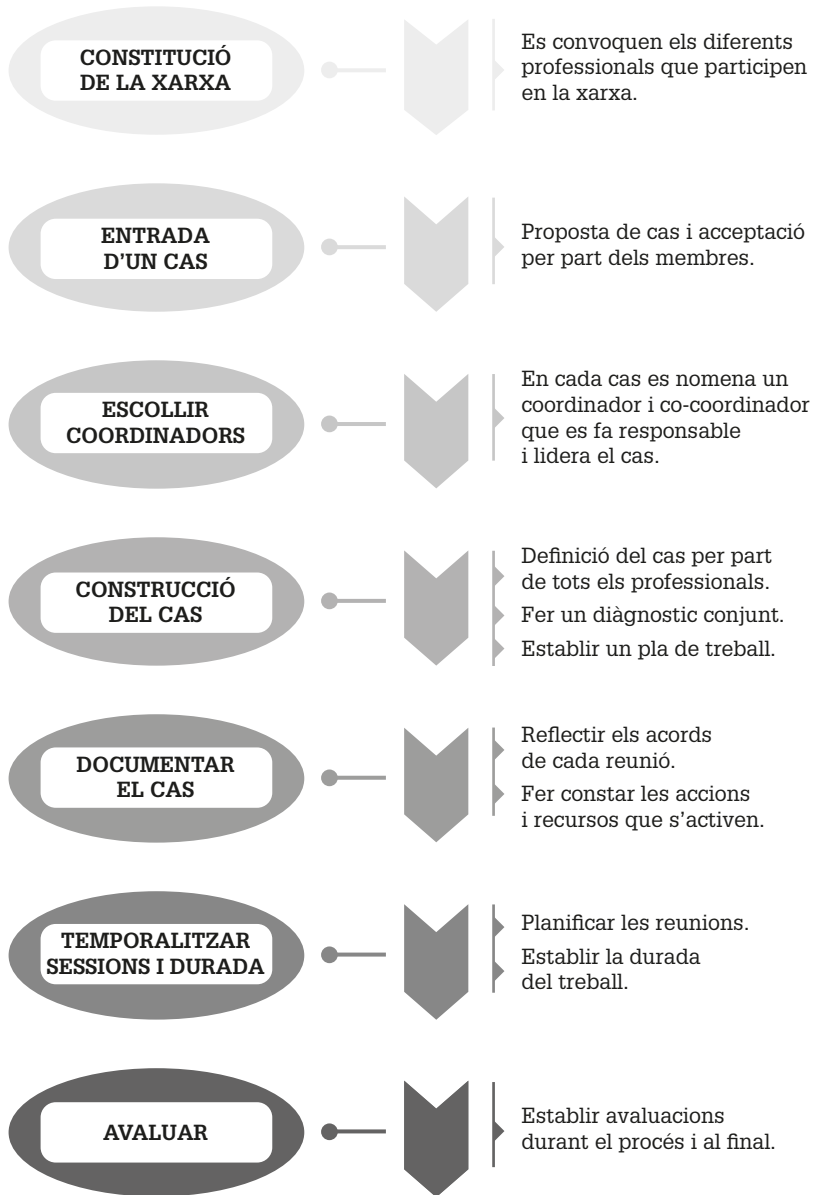 CONSTITUCIÓ
DE LA XARXA
Es convoquen els diferents
professionals que participen
en la xarxa.
ENTRADA
D'UN CAS
Proposta de cas i acceptació
per part dels membres.
ESCOLLIR
COORDINADORS
En cada cas es nomena un
coordinador i co-coordinador
que es fa responsable
i lidera el cas.
CONSTRUCCIÓ
DEL CAS
Definició del cas per part
de tots els professionals.
Fer un diàgnostic conjunt.
Establir un pla de treball.
DOCUMENTAR
EL CAS
Reflectir els acords
de cada reunió.
Fer constar les accions
i recursos que s'activen.
TEMPORALITZAR
SESSIONS I DURADA
Planificar les reunions.
Establir la durada
del treball.
AVALUAR
Establir avaluacions
durant el procés i al final.